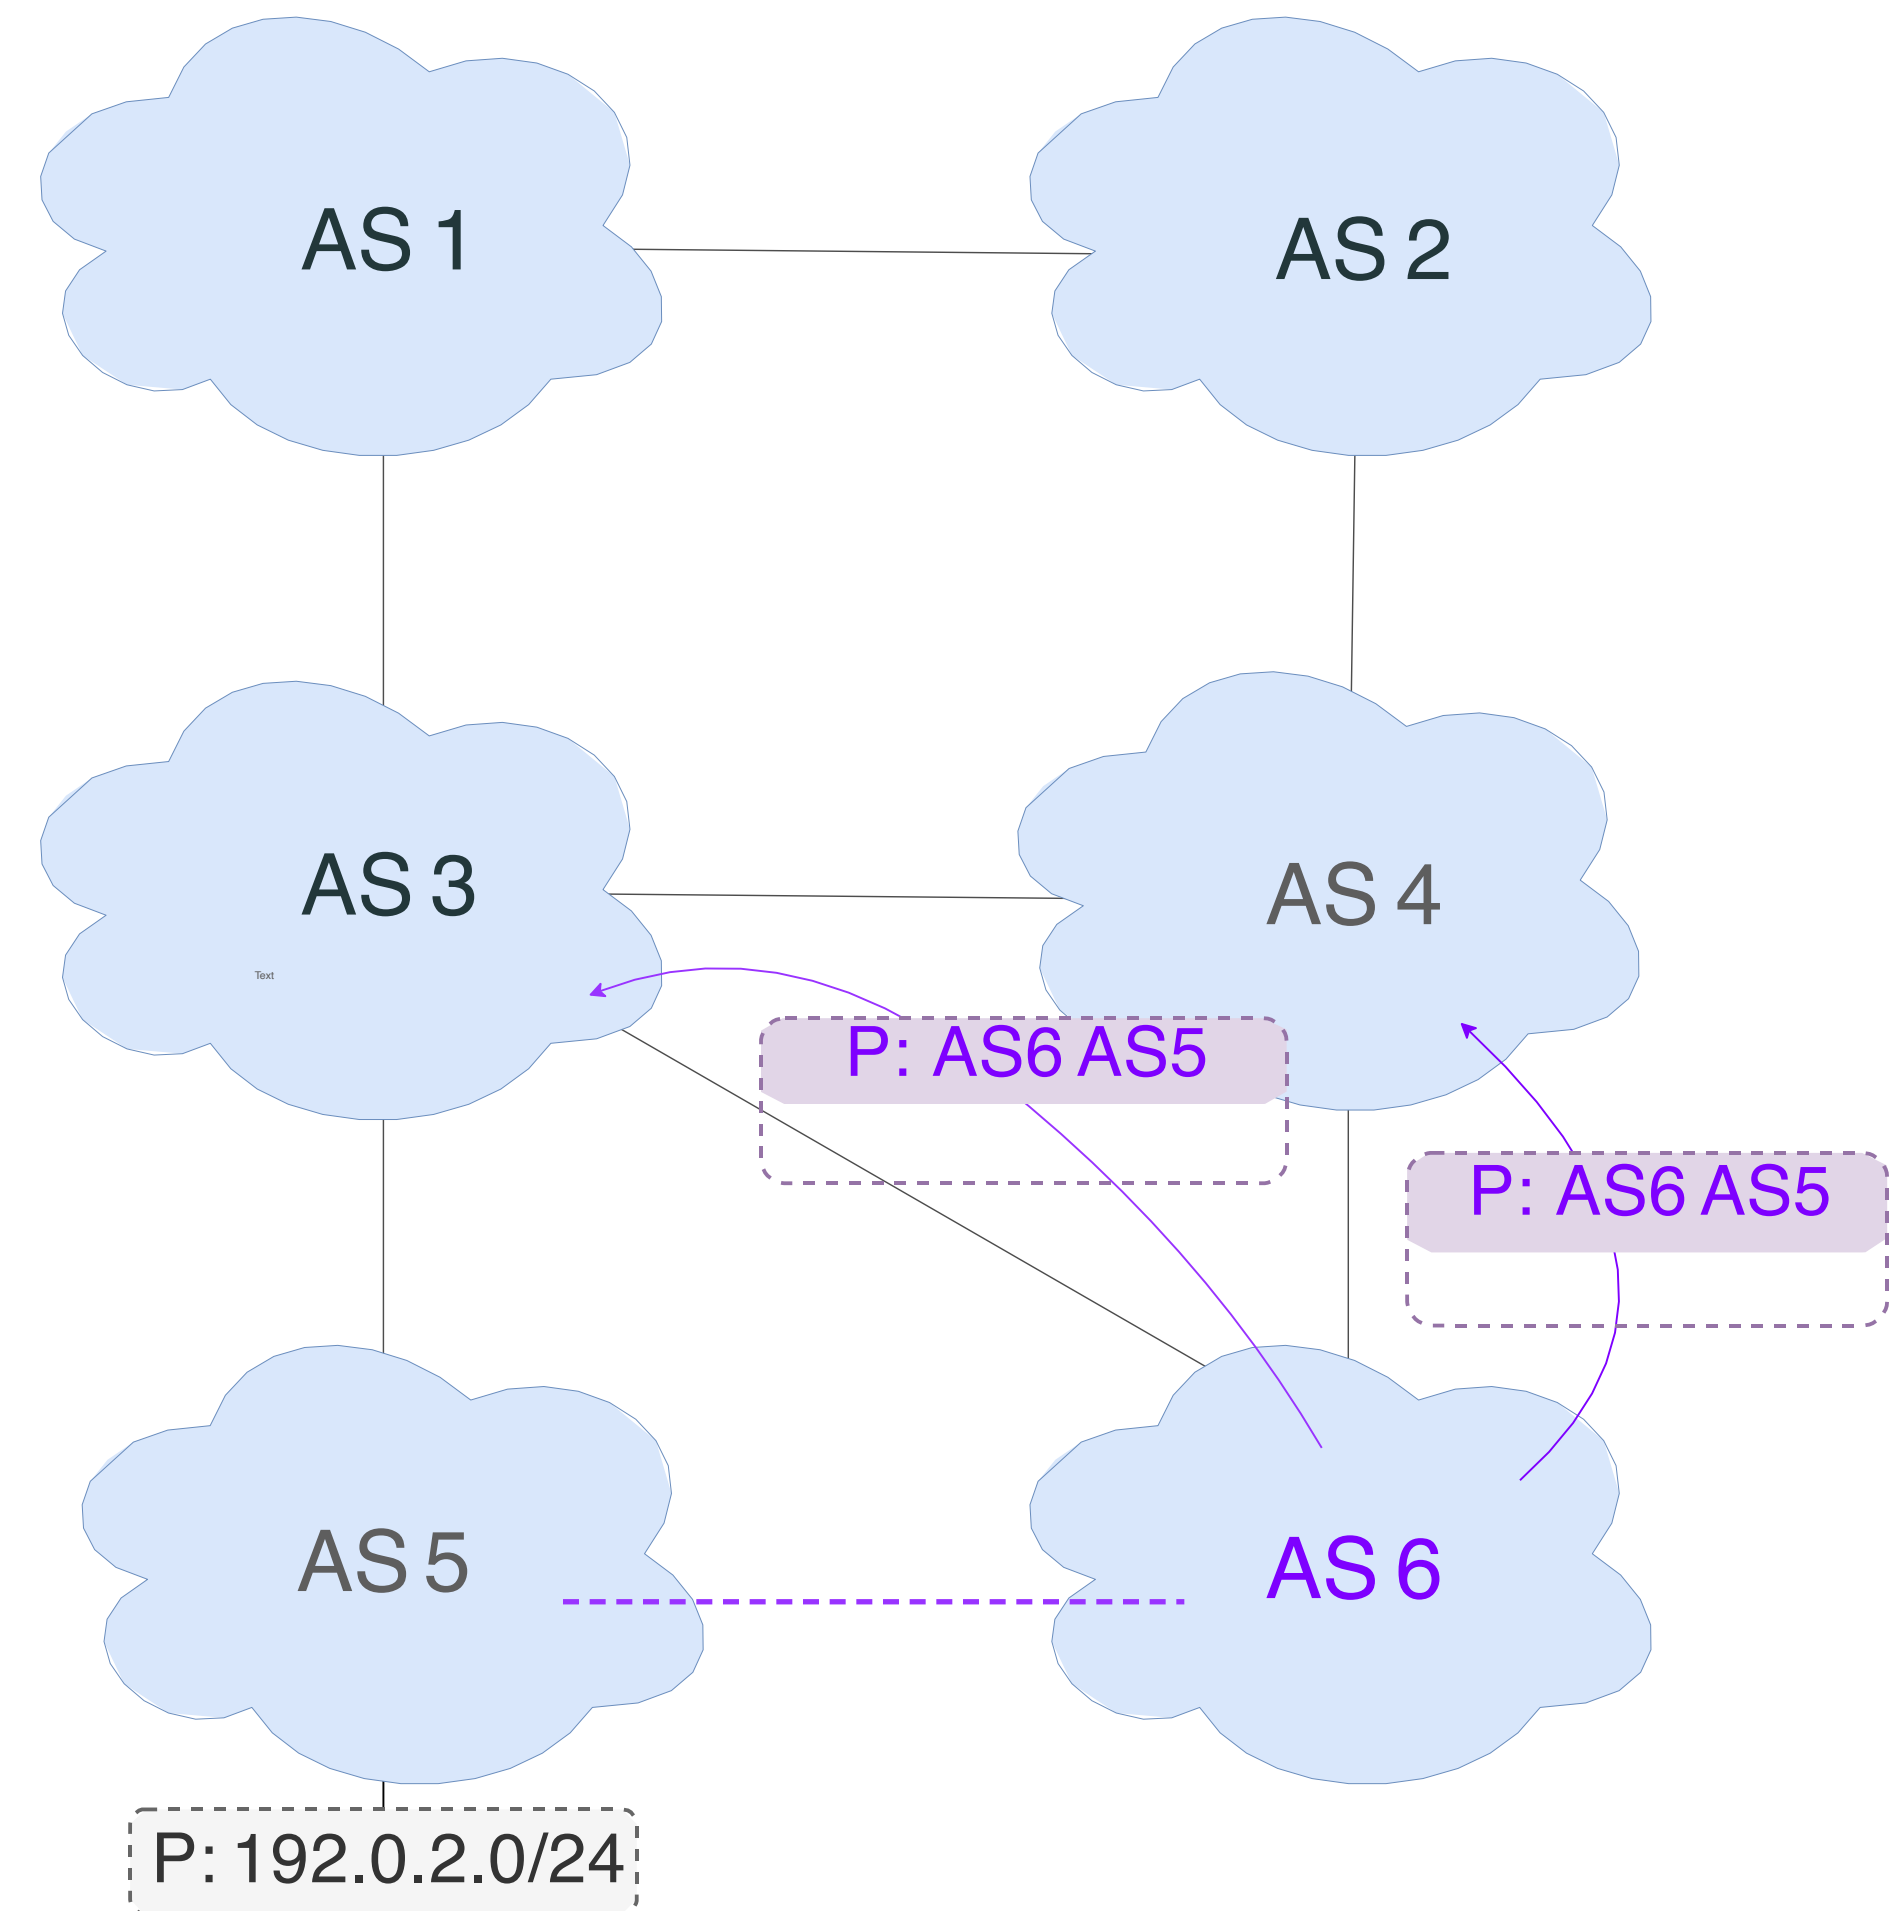 AS 1
AS 2
AS 3
AS 4
Text
P: AS6 AS5
P: AS6 AS5
AS 5
AS 6
P: 192.0.2.0/24